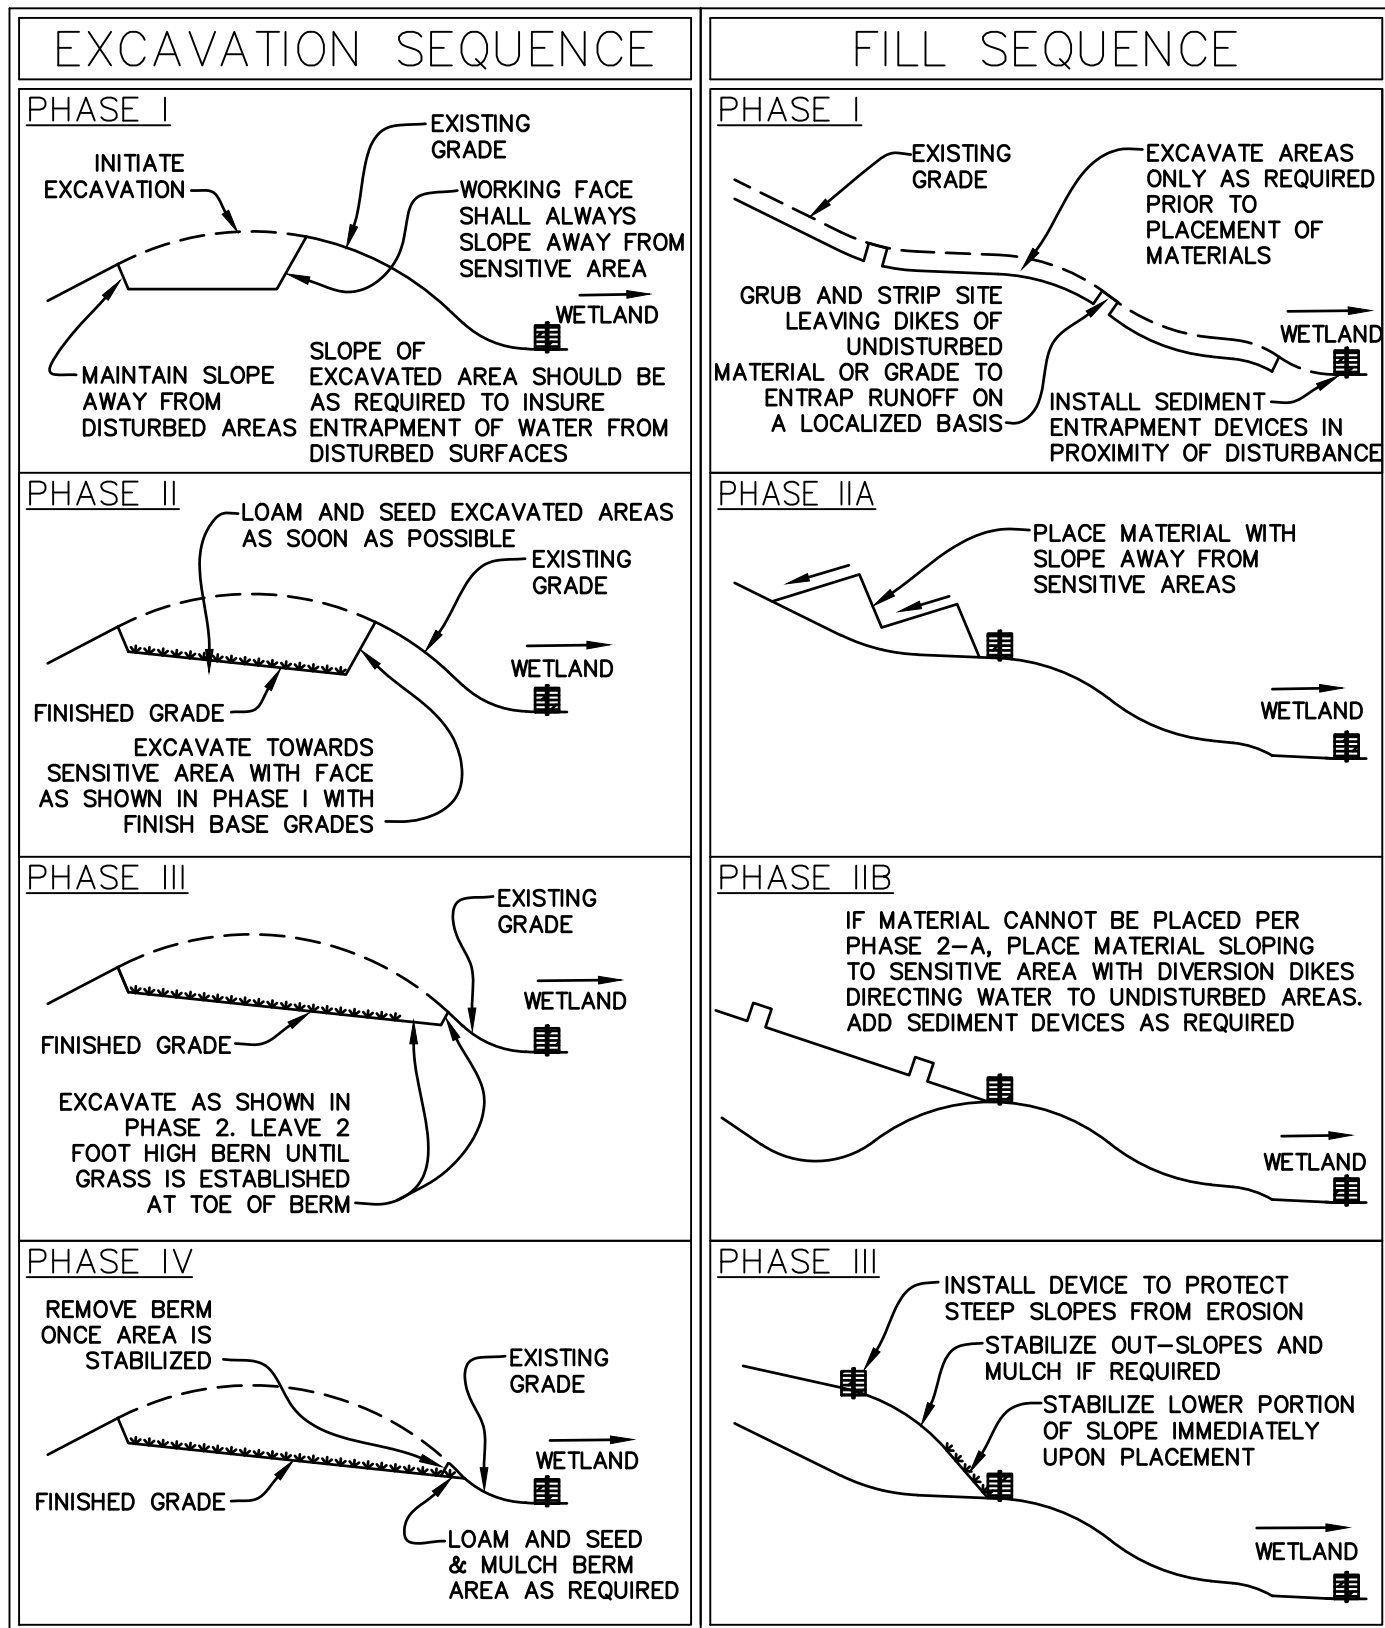 EXCAVATION SEQUENCE
PHASE I
INITIATE
EXCAVATION
EXISTING
GRADE
WORKING FACE
SHALL ALWAYS
SLOPE AWAY FROM
SENSITIVE AREA
WETLAND
MAINTAIN SLOPE
AWAY FROM
DISTURBED AREAS
SLOPE OF
EXCAVATED AREA SHOULD BE
AS REQUIRED TO INSURE
ENTRAPMENT OF WATER FROM
DISTURBED SURFACES
PHASE II
LOAM AND SEED EXCAVATED AREAS
AS SOON AS POSSIBLE
EXISTING
GRADE
WETLAND
FINISHED GRADE
EXCAVATE TOWARDS
SENSITIVE AREA WITH FACE
AS SHOWN IN PHASE I WITH
FINISH BASE GRADES
PHASE III
EXISTING
GRADE
WETLAND
FINISHED GRADE
EXCAVATE AS SHOWN IN
PHASE 2. LEAVE 2
FOOT HIGH BERN UNTIL
GRASS IS ESTABLISHED
AT TOE OF BERM
PHASE IV
REMOVE BERM
ONCE AREA IS
STABILIZED
EXISTING
GRADE
WETLAND
FINISHED GRADE
LOAM AND SEED
& MULCH BERM
AREA AS REQUIRED
FILL SEQUENCE
PHASE I
EXISTING
GRADE
EXCAVATE AREAS
ONLY AS REQUIRED
PRIOR TO
PLACEMENT OF
MATERIALS
GRUB AND STRIP SITE
LEAVING DIKES OF
UNDISTURBED
MATERIAL OR GRADE TO
ENTRAP RUNOFF ON
A LOCALIZED BASIS
WETLAND
INSTALL SEDIMENT
ENTRAPMENT DEVICES IN
PROXIMITY OF DISTURBANCE
PHASE IIA
PLACE MATERIAL WITH
SLOPE AWAY FROM
SENSITIVE AREAS
WETLAND
PHASE IIB
IF MATERIAL CANNOT BE PLACED PER
PHASE 2-A, PLACE MATERIAL SLOPING
TO SENSITIVE AREA WITH DIVERSION DIKES
DIRECTING WATER TO UNDISTURBED AREAS.
ADD SEDIMENT DEVICES AS REQUIRED
WETLAND
PHASE III
INSTALL DEVICE TO PROTECT
STEEP SLOPES FROM EROSION
STABILIZE OUT-SLOPES AND
MULCH IF REQUIRED
STABILIZE LOWER PORTION
OF SLOPE IMMEDIATELY
UPON PLACEMENT
WETLAND